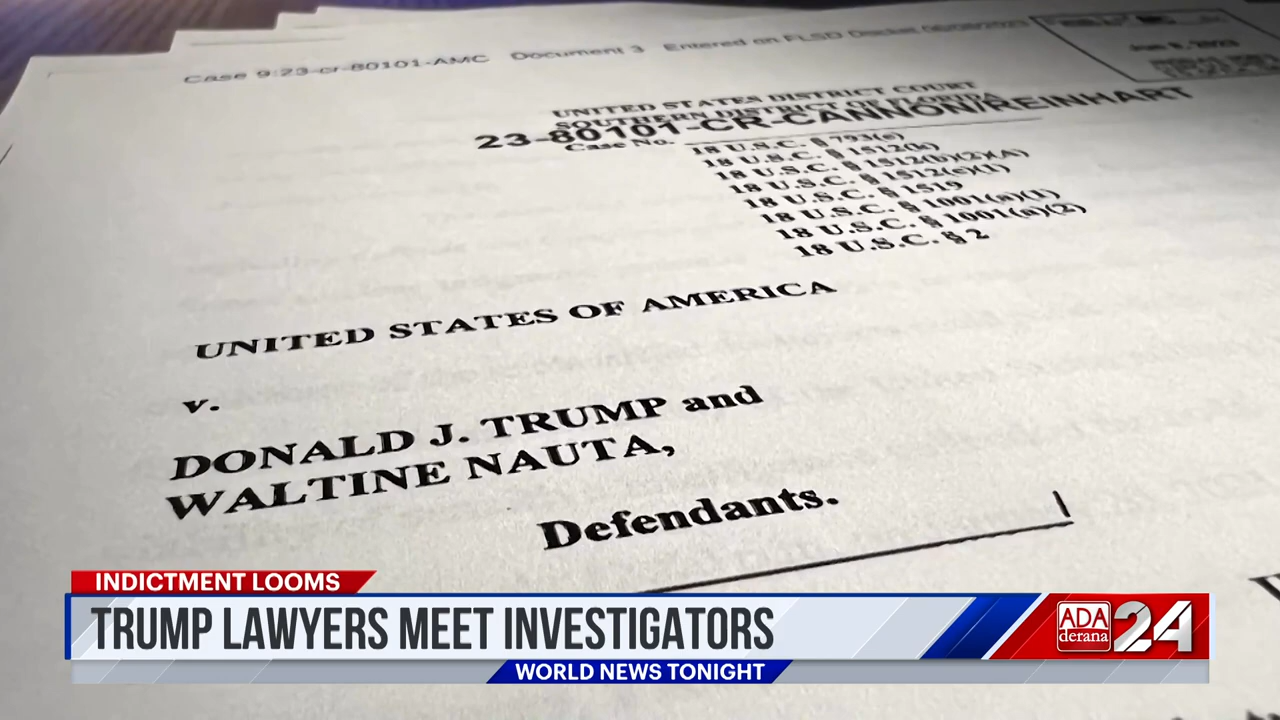 Case 9:23-cr-80101-AMC Document 3 Entered on FLSD Docket
UNITED STATES DISTRICT COURT
SOUTHERN DISTRICT OF FLORIDA
23-80101-CR-CANNON/REINHART
Case No.
18 U.S.C. § 793(e)
18 U.S.C. § 1512(k)
18 U.S.C. § 1512(b)(2)(A)
18 U.S.C. § 1512(c)(1)
18 U.S.C. § 1519
18 U.S.C. § 1001(a)(1)
18 U.S.C. § 1001(a)(2)
18 U.S.C. § 2
UNITED STATES OF AMERICA
v.
DONALD J. TRUMP and
WALTINE NAUTA,
Defendants.
INDICTMENT LOOMS
TRUMP LAWYERS MEET INVESTIGATORS
ADA
derana
24
WORLD NEWS TONIGHT